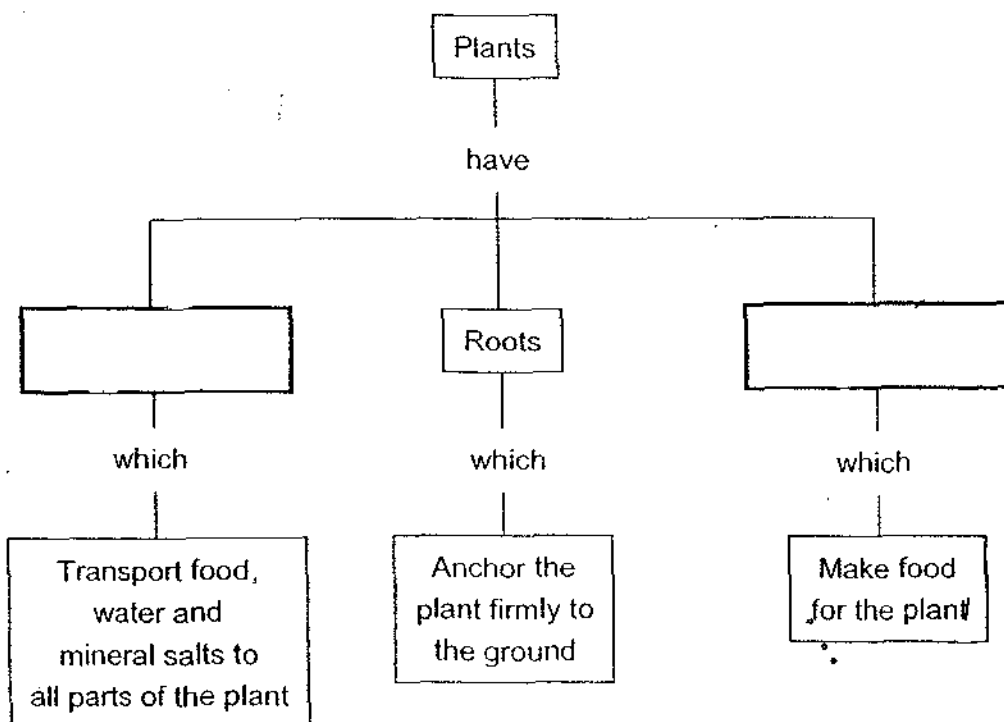 Plants
have
Roots
which
which
which
Transport food,
water and
mineral salts to
all parts of the plant
Anchor the
plant firmly to
the ground
Make food
for the plant